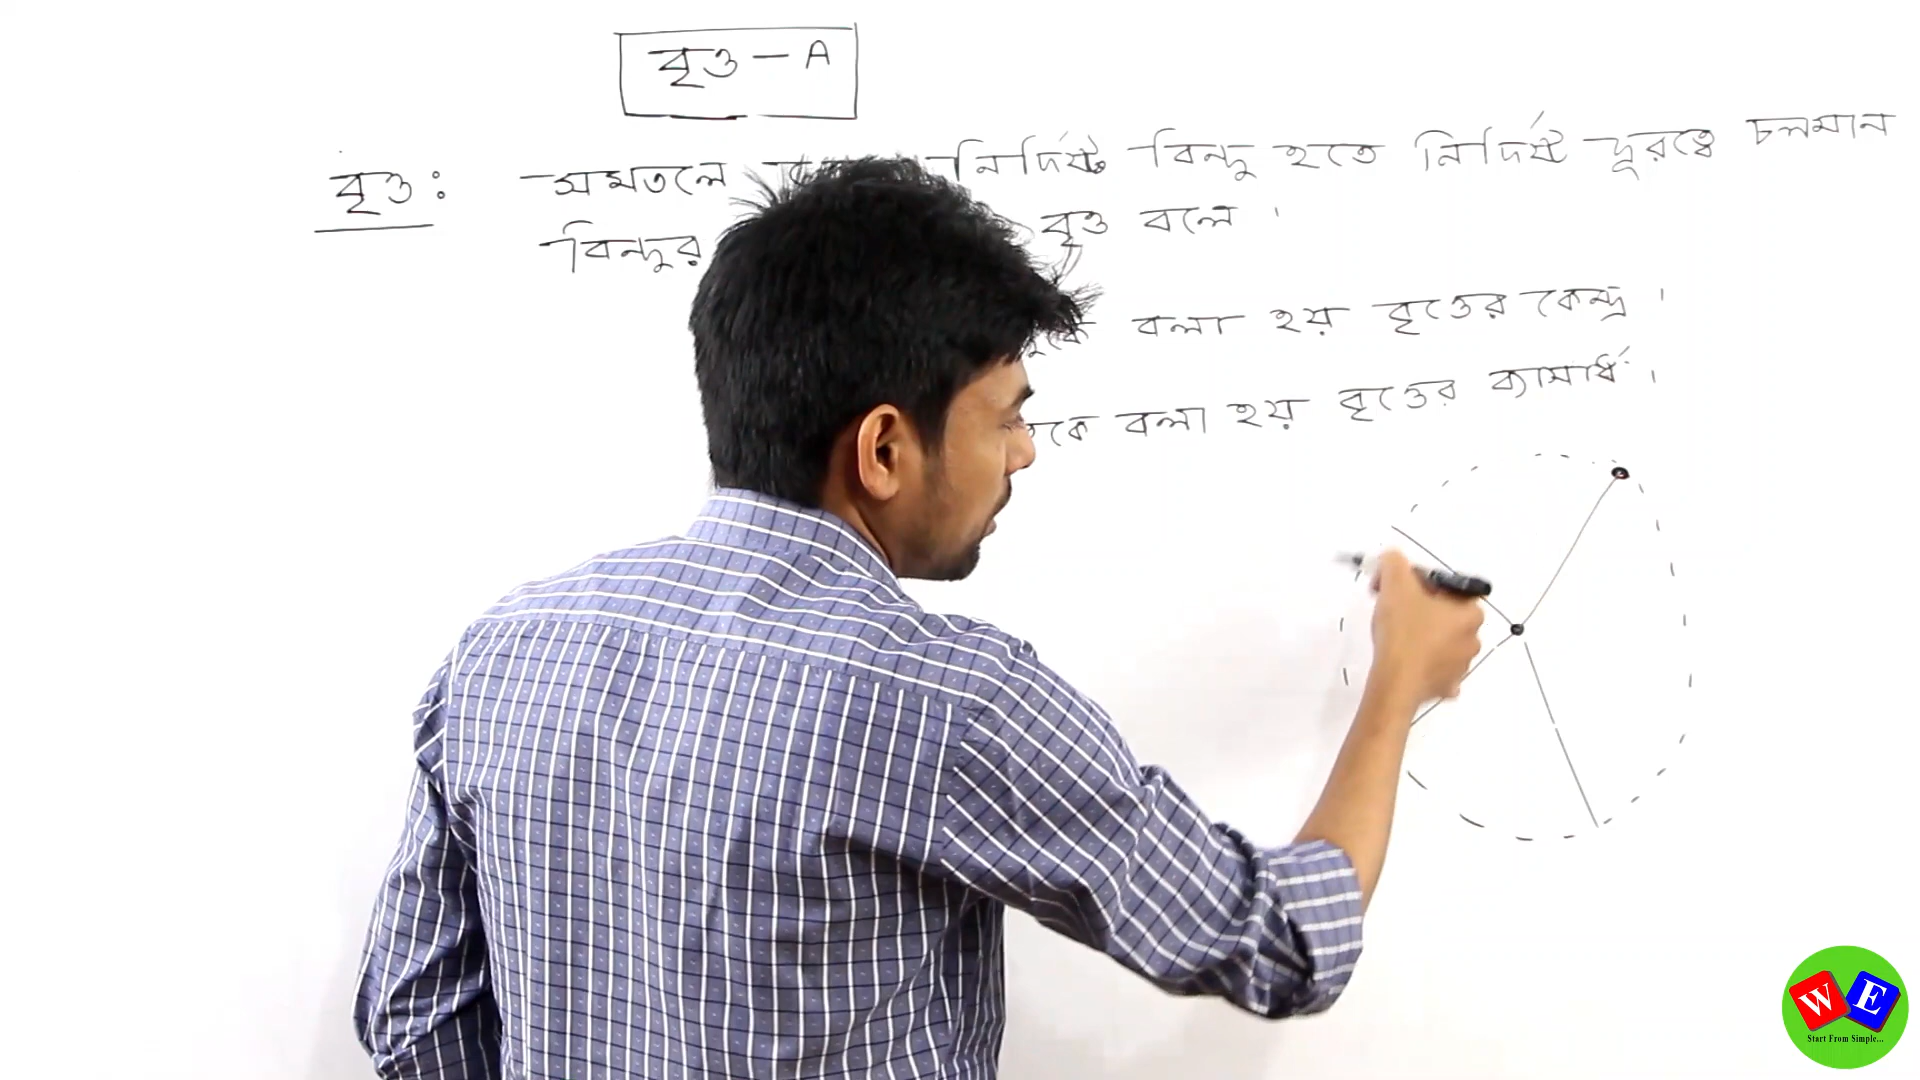 বৃত্ত - A
বৃত্ত : সমতলে নির্দিষ্ট বিন্দু হতে নির্দিষ্ট দূরত্বে চলমান
বিন্দুর বৃত্ত বলে ।
বলা হয় বৃত্তের কেন্দ্র ।
বলা হয় বৃত্তের ব্যাসার্ধ ।
W E
Start From Simple...